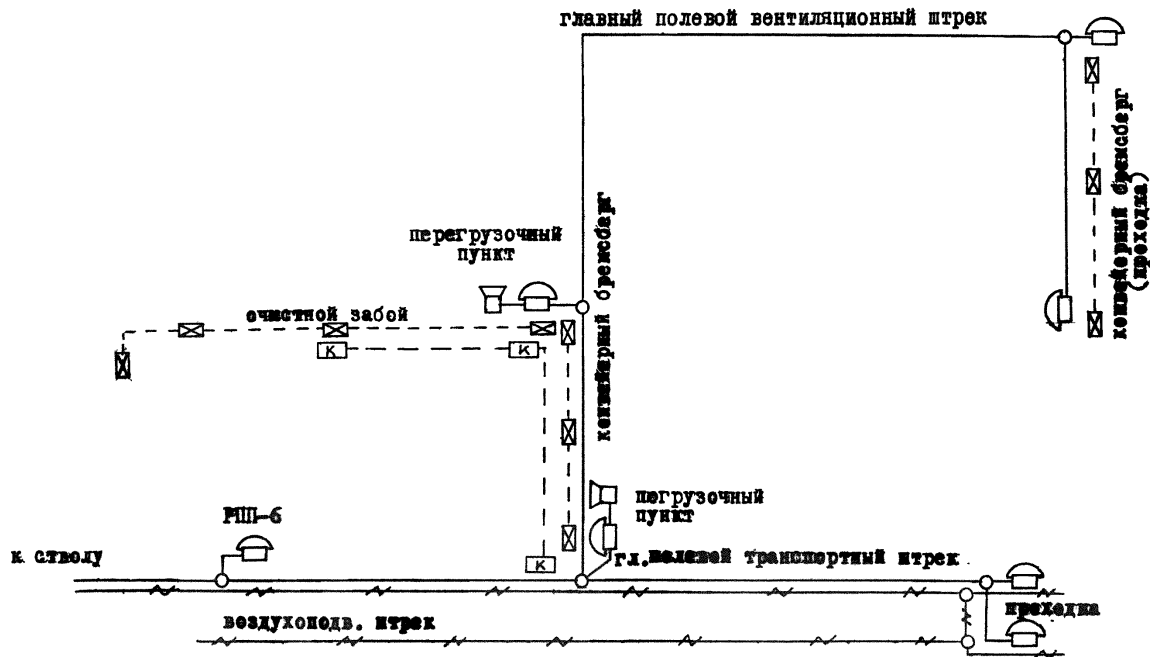 главный полевой вентиляционный штрек
конвейерный бремсберг
(проходка)
перегрузочный
пункт
очистной забой
К
К
конвейерный бремсберг
РПП-6
погрузочный
пункт
к стволу
К
гл. полевой транспортный штрек
проходка
воздухоподв. штрек